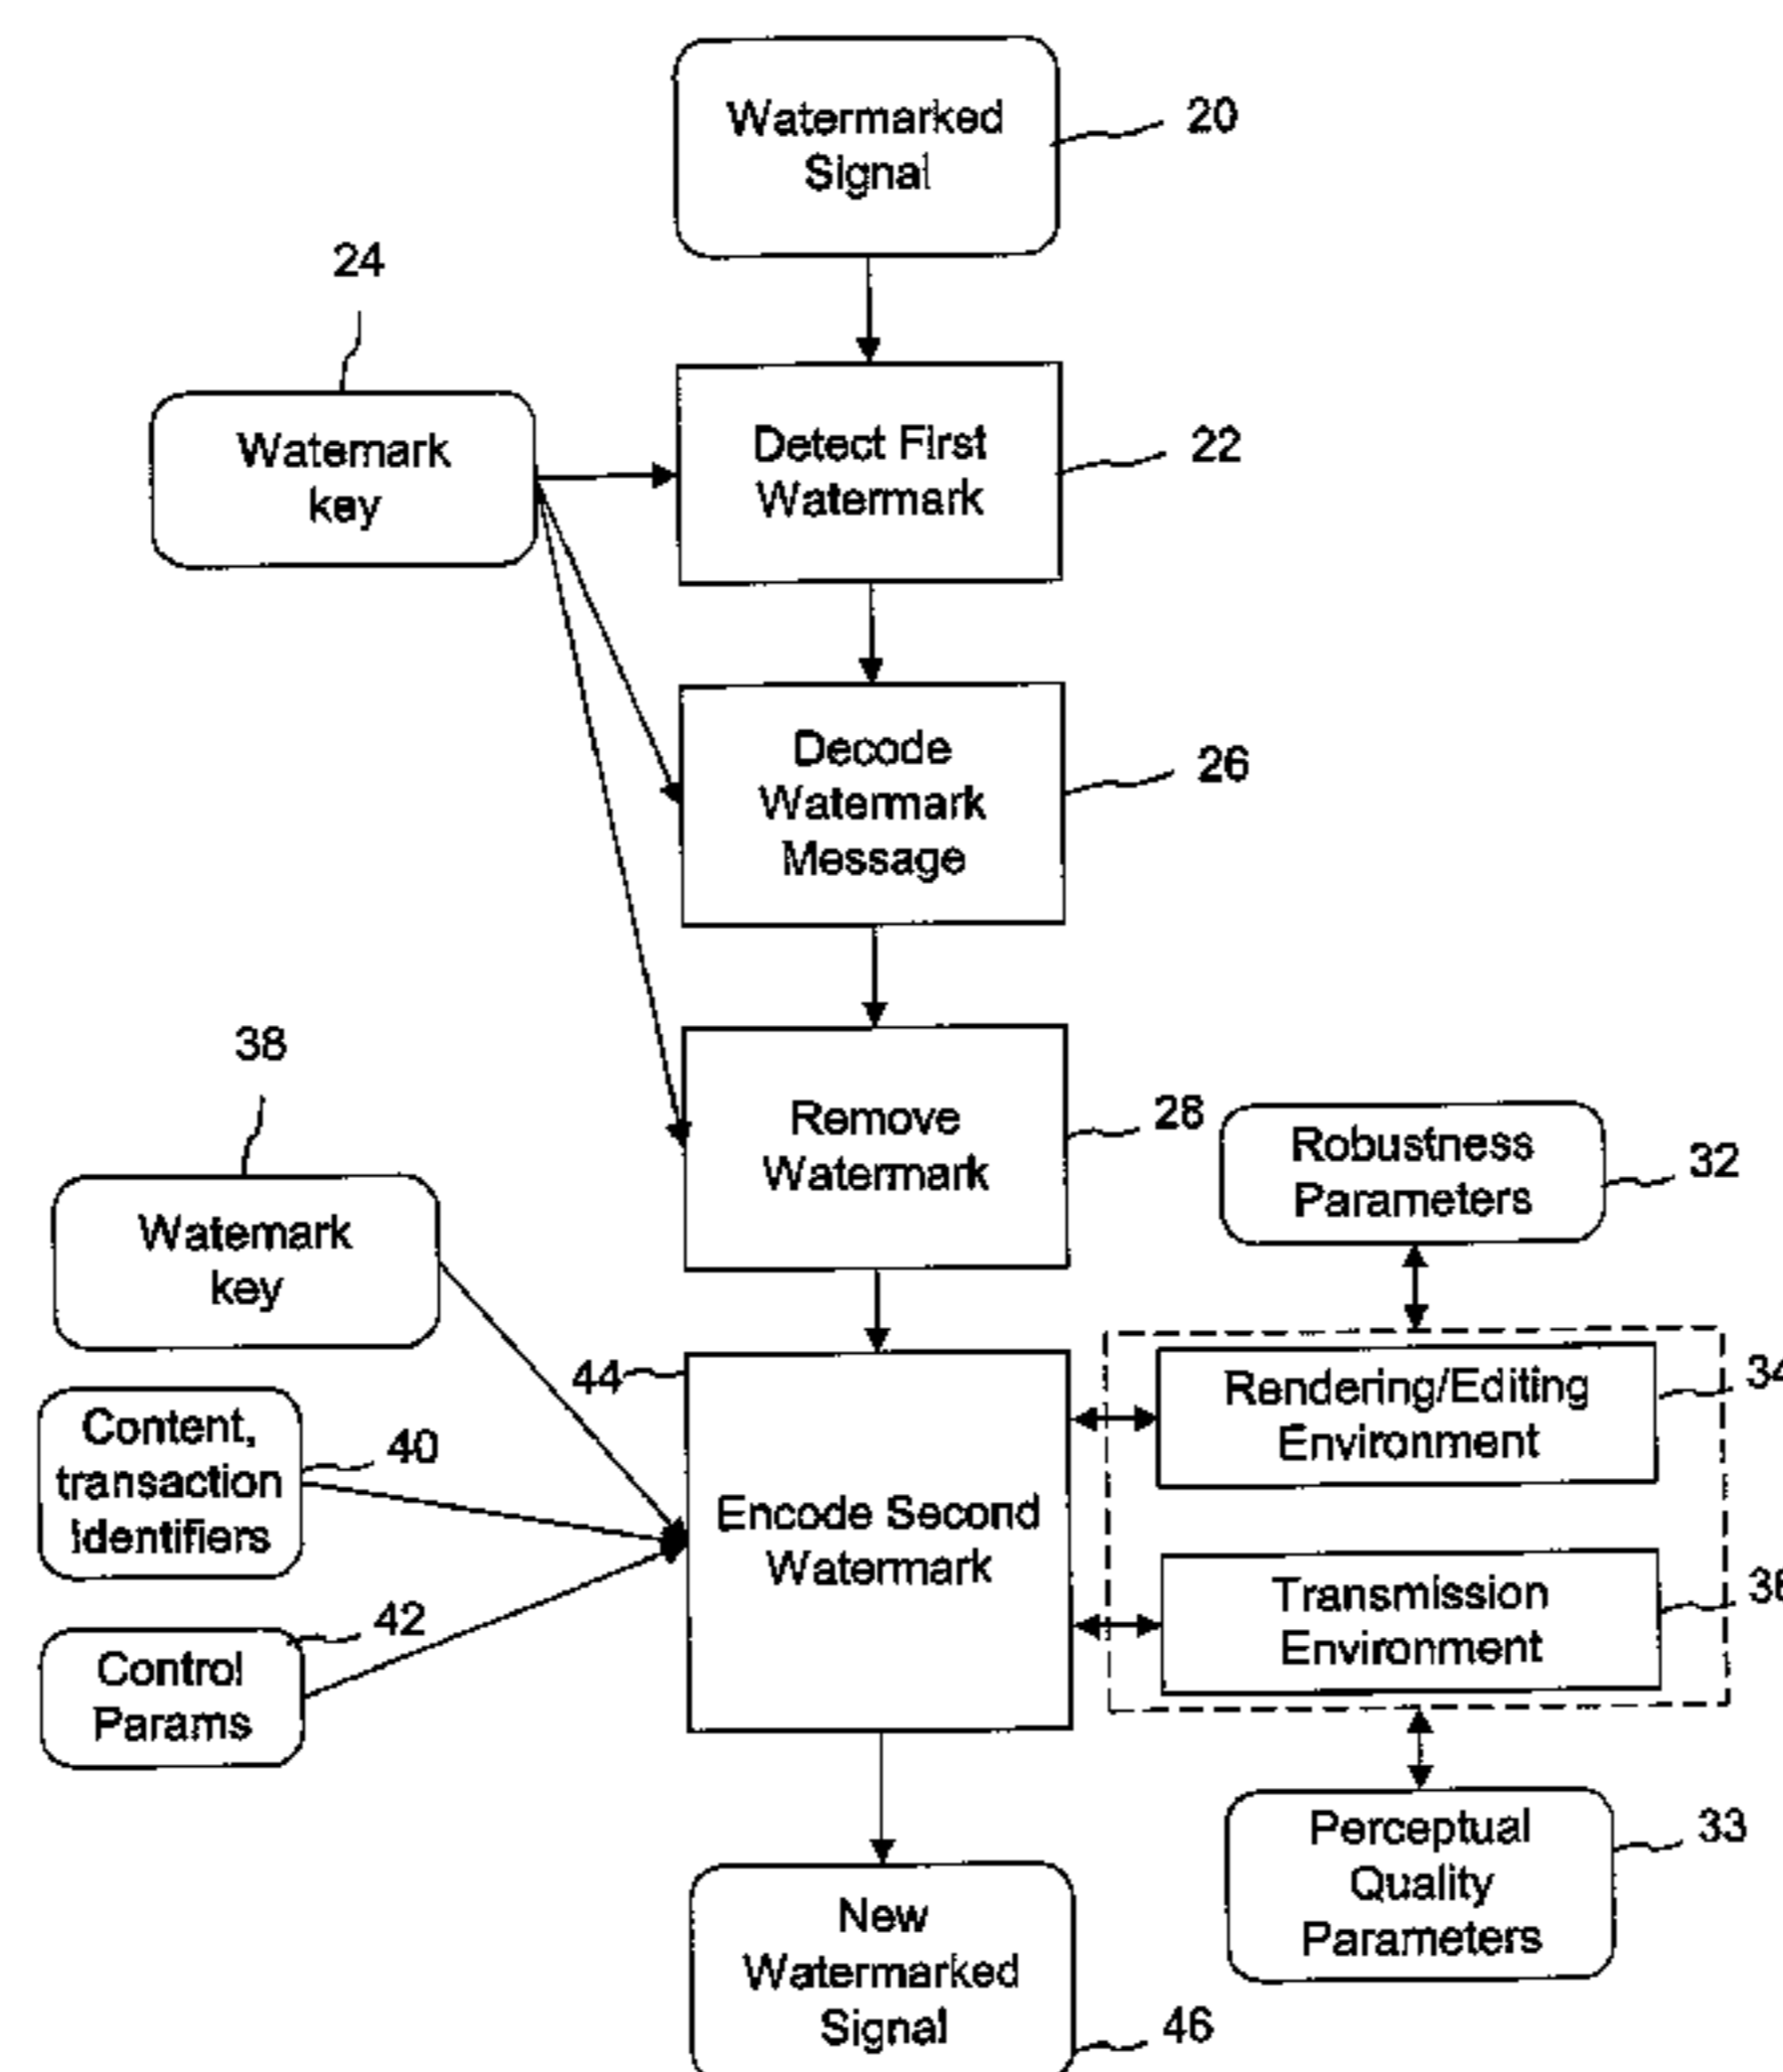 Watermarked
Signal
20
24
Watemark
key
Detect First
Watermark
22
Decode
Watermark
Message
26
38
Remove
Watermark
28
Robustness
Parameters
32
Watemark
key
44
Rendering/Editing
Environment
34
Content,
transaction
Identifiers
40
Encode Second
Watermark
Transmission
Environment
36
42
Control
Params
Perceptual
Quality
Parameters
33
New
Watermarked
Signal
46